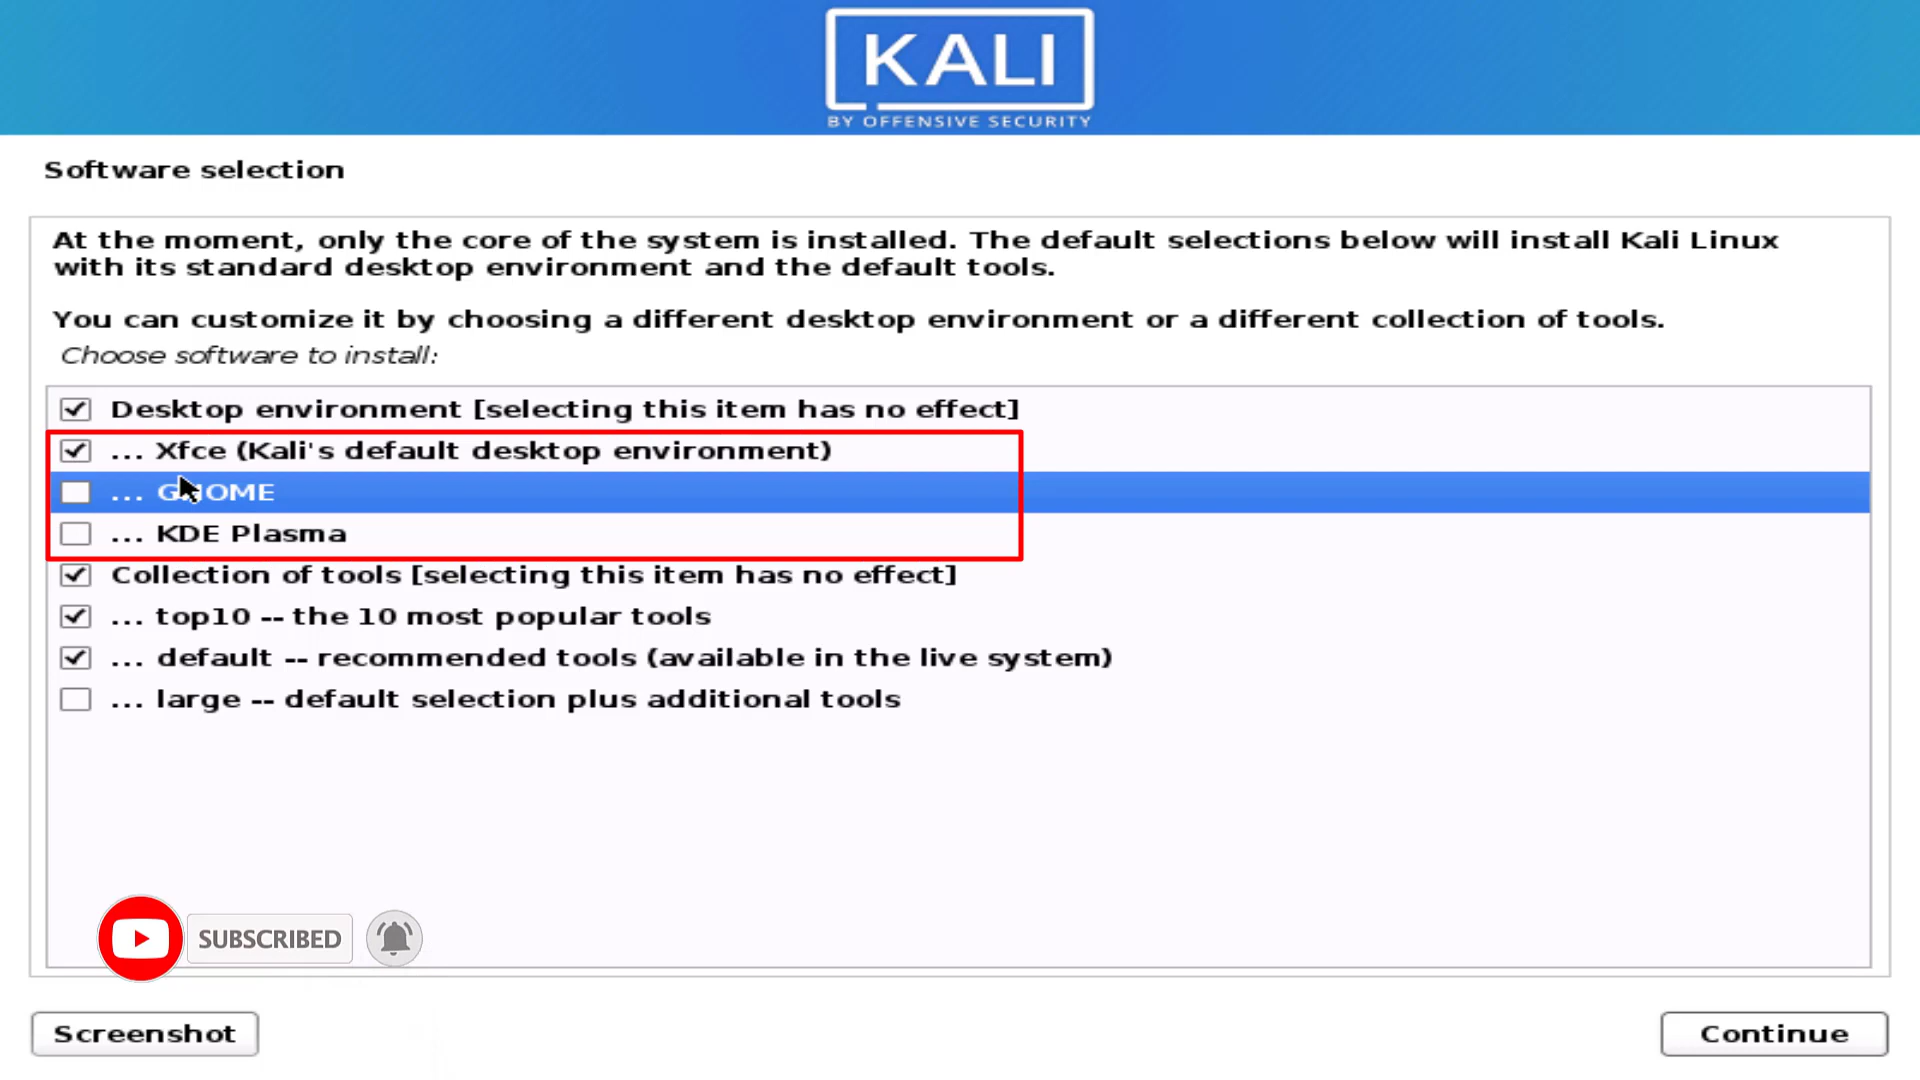 KALI
BY OFFENSIVE SECURITY
Software selection
At the moment, only the core of the system is installed. The default selections below will install Kali Linux
with its standard desktop environment and the default tools.
You can customize it by choosing a different desktop environment or a different collection of tools.
Choose software to install:
Desktop environment [selecting this item has no effect]
... Xfce (Kali's default desktop environment)
... GNOME
... KDE Plasma
Collection of tools [selecting this item has no effect]
... top10 -- the 10 most popular tools
... default -- recommended tools (available in the live system)
... large -- default selection plus additional tools
SUBSCRIBED
Screenshot
Continue